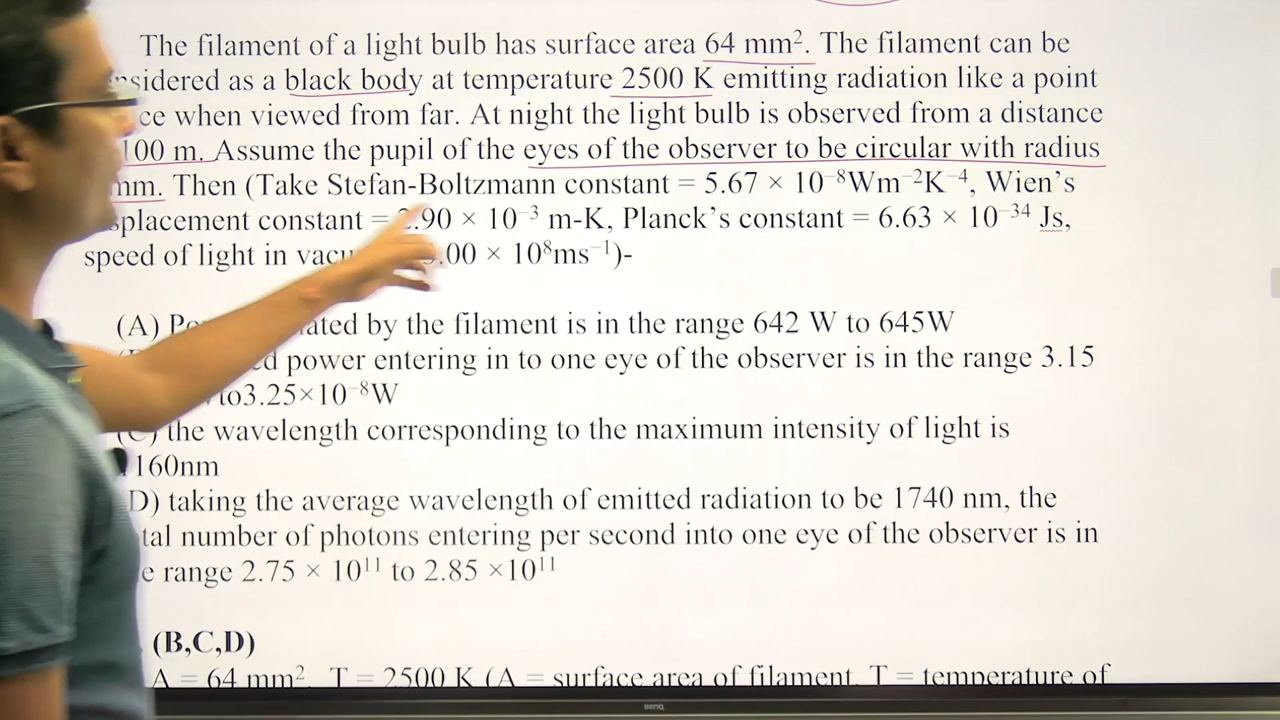 The filament of a light bulb has surface area 64 mm². The filament can be
nsidered as a black body at temperature 2500 K emitting radiation like a point
ce when viewed from far. At night the light bulb is observed from a distance
100 m. Assume the pupil of the eyes of the observer to be circular with radius
mm. Then (Take Stefan-Boltzmann constant = 5.67 × 10⁻⁸Wm⁻²K⁻⁴, Wien's
splacement constant = 2.90 × 10⁻³ m-K, Planck's constant = 6.63 × 10⁻³⁴ Js,
speed of light in vacu .00 × 10⁸ms⁻¹)-
(A) Po ated by the filament is in the range 642 W to 645W
d power entering in to one eye of the observer is in the range 3.15
to3.25×10⁻⁸W
(C) the wavelength corresponding to the maximum intensity of light is
1160nm
D) taking the average wavelength of emitted radiation to be 1740 nm, the
tal number of photons entering per second into one eye of the observer is in
e range 2.75 × 10¹¹ to 2.85 ×10¹¹
(B,C,D)
A = 64 mm², T = 2500 K (A = surface area of filament, T = temperature of
BenQ